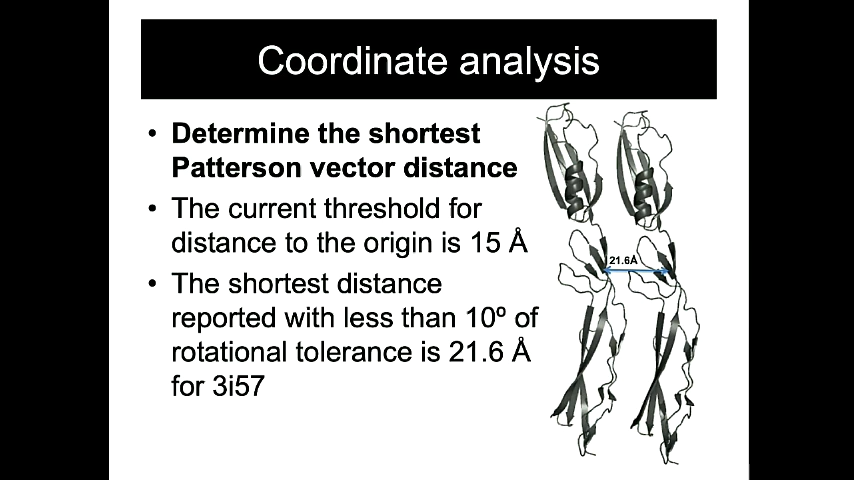 Coordinate analysis
• Determine the shortest
Patterson vector distance
• The current threshold for
distance to the origin is 15 Å
• The shortest distance
reported with less than 10º of
rotational tolerance is 21.6 Å
for 3i57
21.6Å